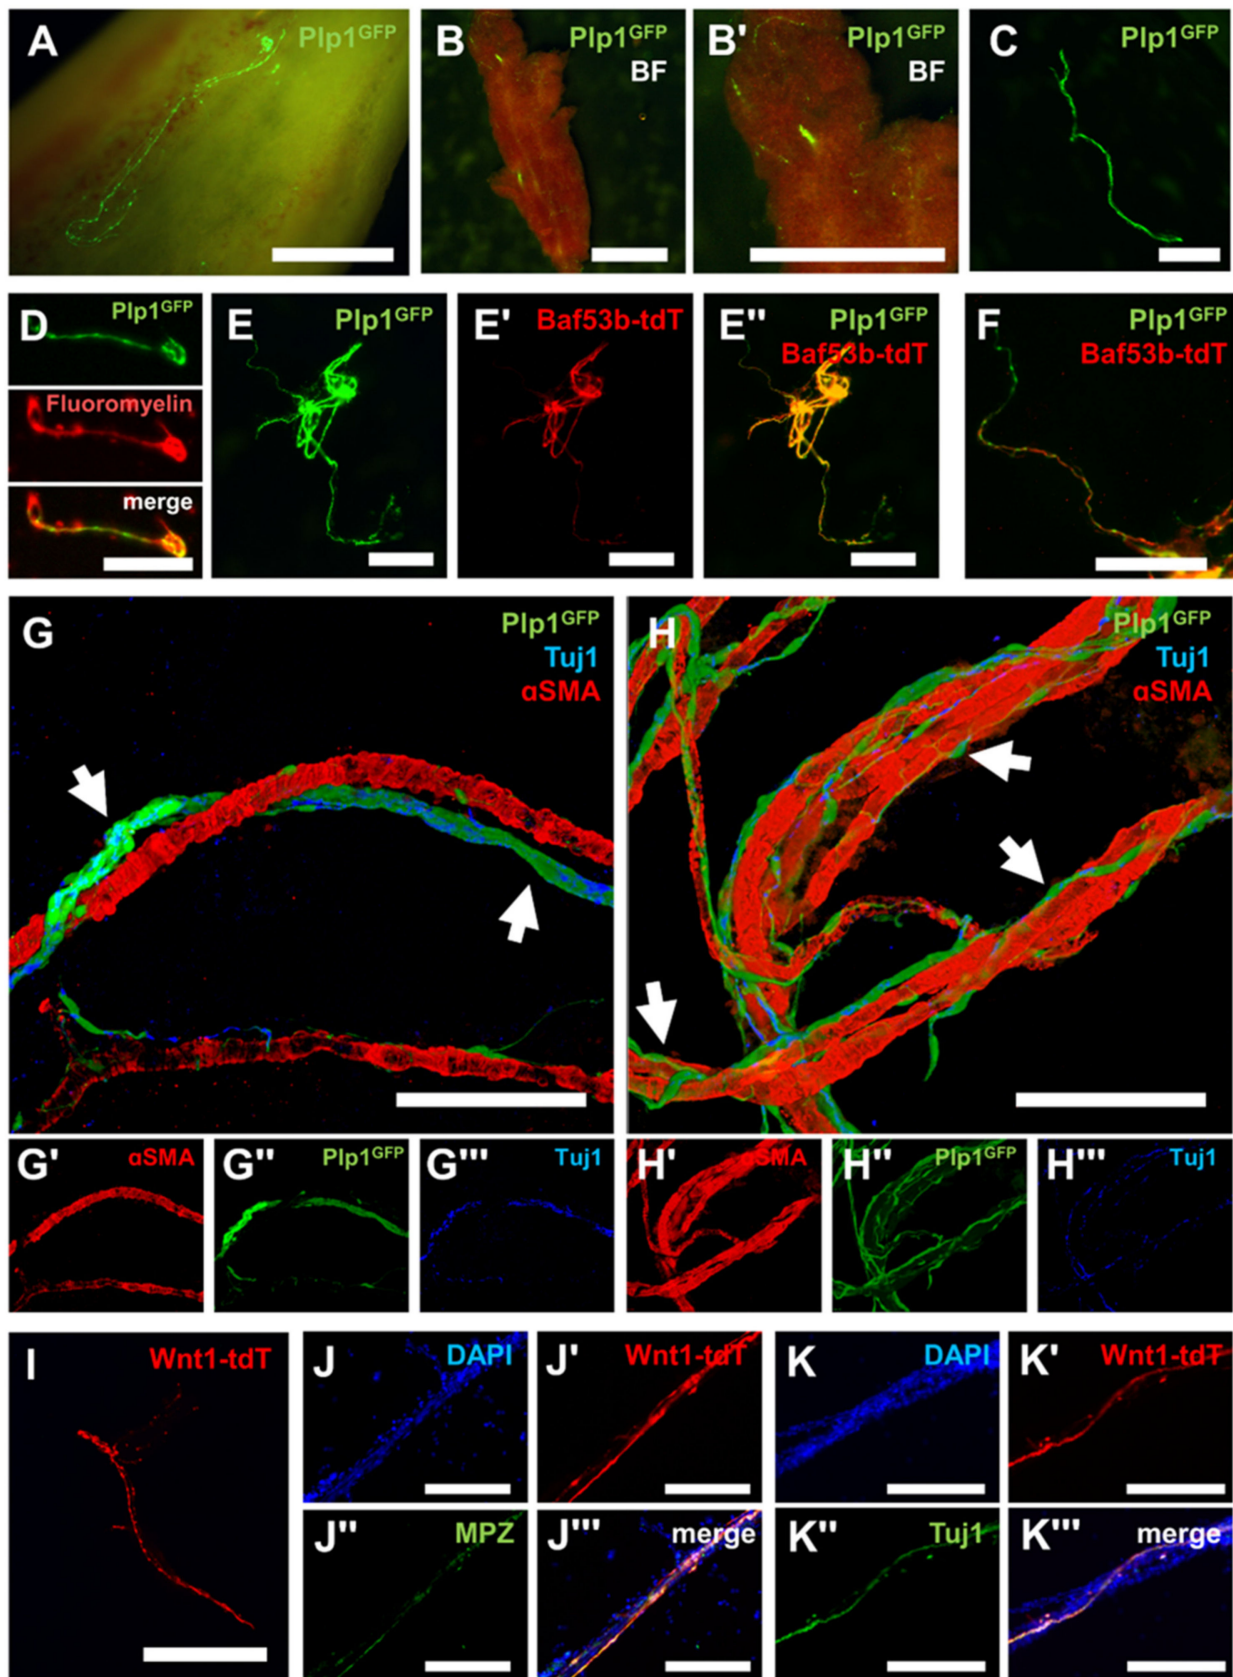 A Plp1GFP
B Plp1GFP
BF
B' Plp1GFP
BF
C Plp1GFP
D Plp1GFP
Fluoromyelin
merge
E Plp1GFP
E' Baf53b-tdT
E" Plp1GFP
Baf53b-tdT
F Plp1GFP
Baf53b-tdT
G Plp1GFP
Tuj1
αSMA
H Plp1GFP
Tuj1
αSMA
G' αSMA
G" Plp1GFP
G"' Tuj1
H' αSMA
H" Plp1GFP
H"' Tuj1
I Wnt1-tdT
J DAPI
J' Wnt1-tdT
K DAPI
K' Wnt1-tdT
J" MPZ
J"' merge
K" Tuj1
K"' merge